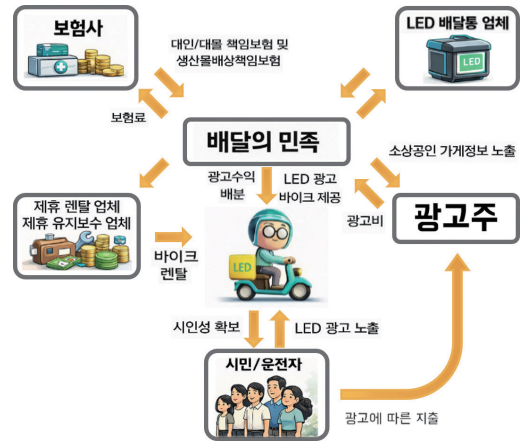 보험사
LED 배달통 업체
LED
대인/대물 책임보험 및
생산물배상책임보험
보험료
배달의 민족
소상공인 가게정보 노출
광고수익
배분
LED 광고
바이크 제공
광고비
광고주
제휴 렌탈 업체
제휴 유지보수 업체
바이크
렌탈
LED
시인성 확보
LED 광고 노출
시민/운전자
광고에 따른 지출